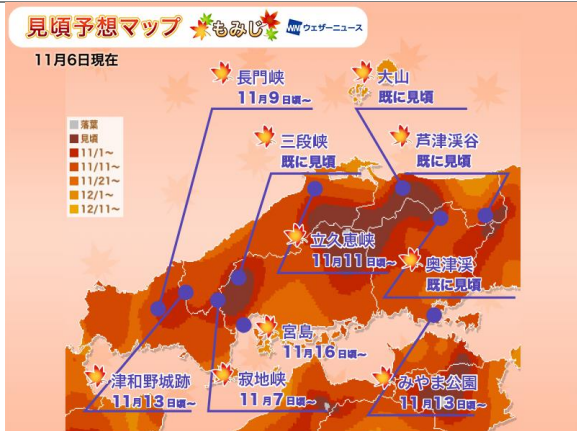 見頃予想マップ もみじ ウェザーニュース
11月6日現在
長門峡
11月9日頃~
大山
既に見頃
三段峡
既に見頃
芦津渓谷
既に見頃
落葉
見頃
11/1~
11/11~
11/21~
12/1~
12/11~
立久恵峡
11月11日頃~
奥津渓
既に見頃
宮島
11月16日頃~
津和野城跡
11月13日頃~
寂地峡
11月7日頃~
みやま公園
11月13日頃~